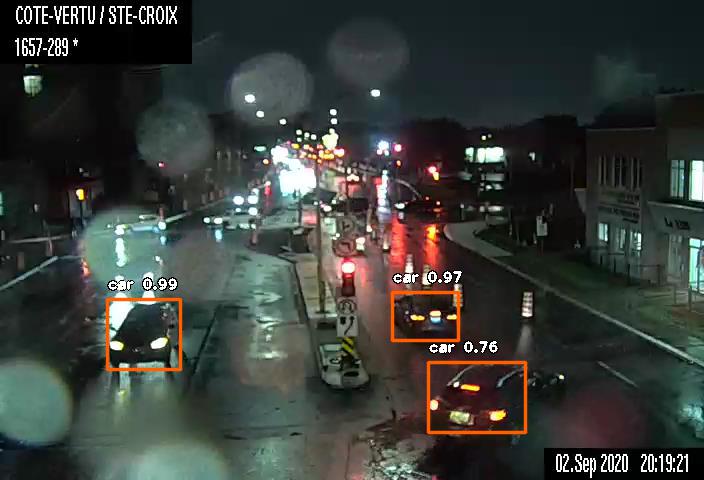 COTE-VERTU / STE-CROIX
1657-289 *
car 0.99
car 0.97
car 0.76
02.Sep 2020 20:19:21